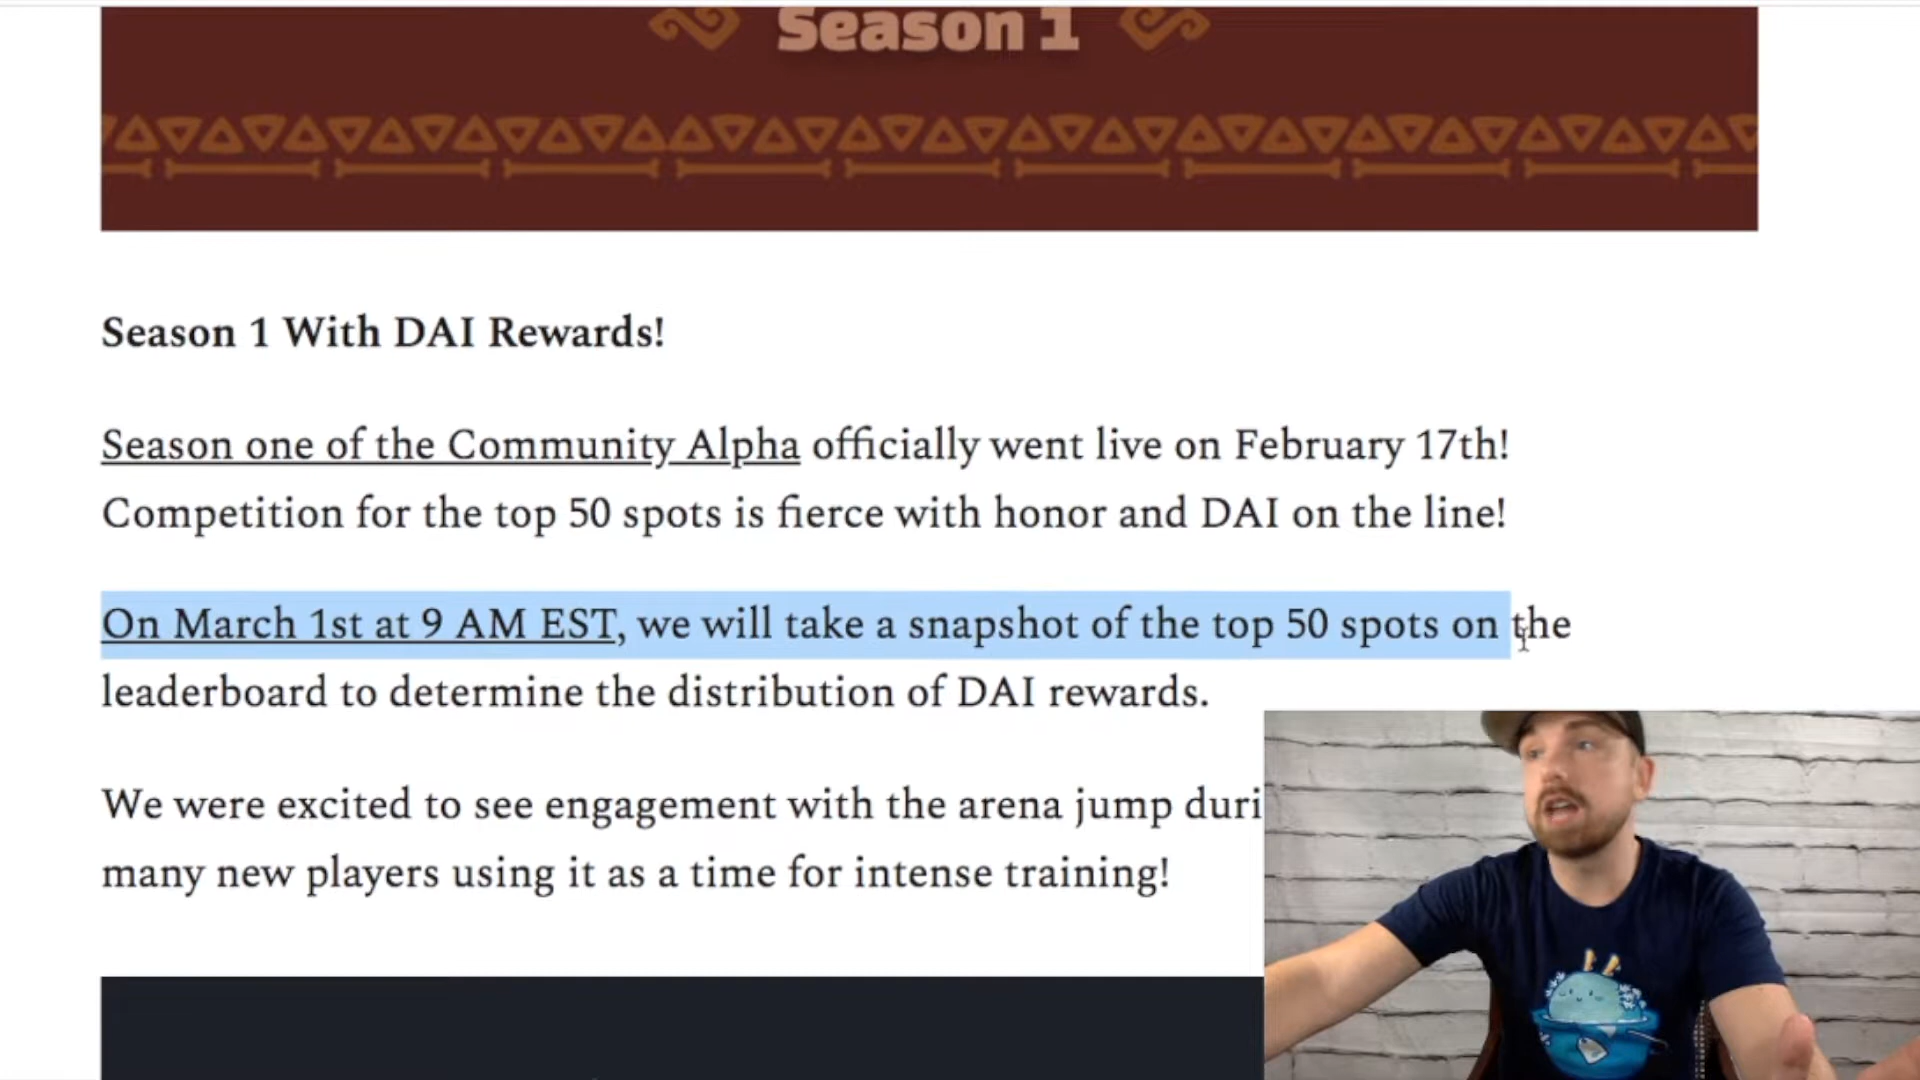 Season 1
Season 1 With DAI Rewards!
Season one of the Community Alpha officially went live on February 17th!
Competition for the top 50 spots is fierce with honor and DAI on the line!
On March 1st at 9 AM EST, we will take a snapshot of the top 50 spots on the
leaderboard to determine the distribution of DAI rewards.
We were excited to see engagement with the arena jump duri
many new players using it as a time for intense training!